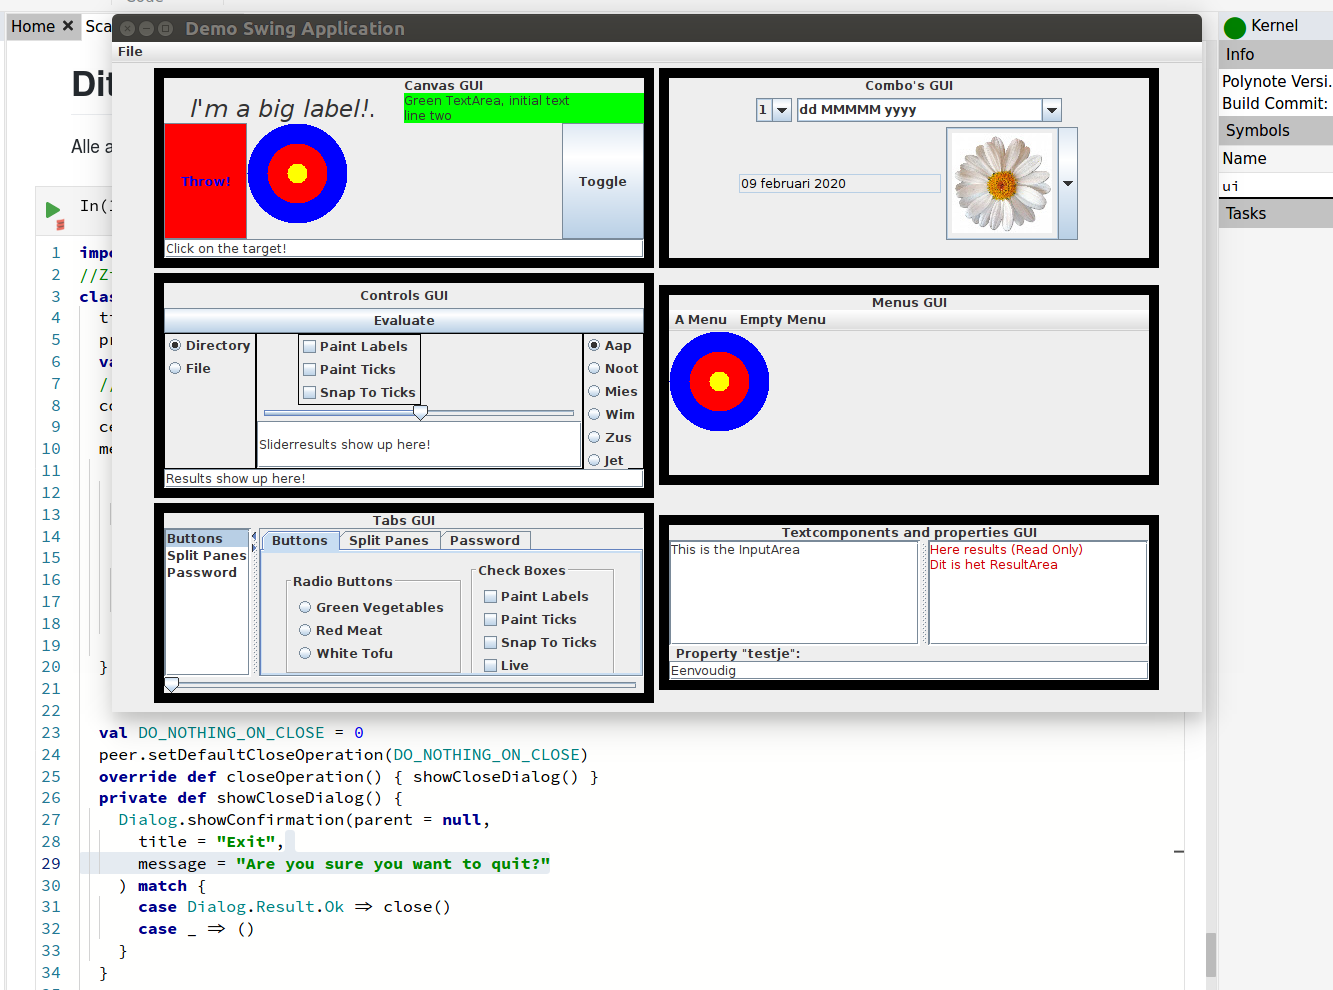 Code
Home ✕ Sca
Demo Swing Application
Kernel
Info
Polynote Versi.
Build Commit:
Symbols
Name
ui
Tasks
Dit
Alle a
In(
File
Canvas GUI
I'm a big label!.
Green TextArea, initial text
line two
Throw!
Toggle
Click on the target!
Combo's GUI
1
dd MMMMM yyyy
09 februari 2020
Controls GUI
Evaluate
Directory
File
Paint Labels
Paint Ticks
Snap To Ticks
Sliderresults show up here!
Aap
Noot
Mies
Wim
Zus
Jet
Results show up here!
Menus GUI
A Menu Empty Menu
Tabs GUI
Buttons
Split Panes
Password
Buttons Split Panes Password
Radio Buttons
Green Vegetables
Red Meat
White Tofu
Check Boxes
Paint Labels
Paint Ticks
Snap To Ticks
Live
Textcomponents and properties GUI
This is the InputArea
Here results (Read Only)
Dit is het ResultArea
Property "testje":
Eenvoudig
1 impo
2 //Z
3 clas
4 ti
5 pr
6 va
7 //
8 co
9 ce
10 me
11
12
13
14
15
16
17
18
19
20 }
21
22
23 val DO_NOTHING_ON_CLOSE = 0
24 peer.setDefaultCloseOperation(DO_NOTHING_ON_CLOSE)
25 override def closeOperation() { showCloseDialog() }
26 private def showCloseDialog() {
27 Dialog.showConfirmation(parent = null,
28 title = "Exit",
29 message = "Are you sure you want to quit?"
30 ) match {
31 case Dialog.Result.Ok => close()
32 case _ => ()
33 }
34 }